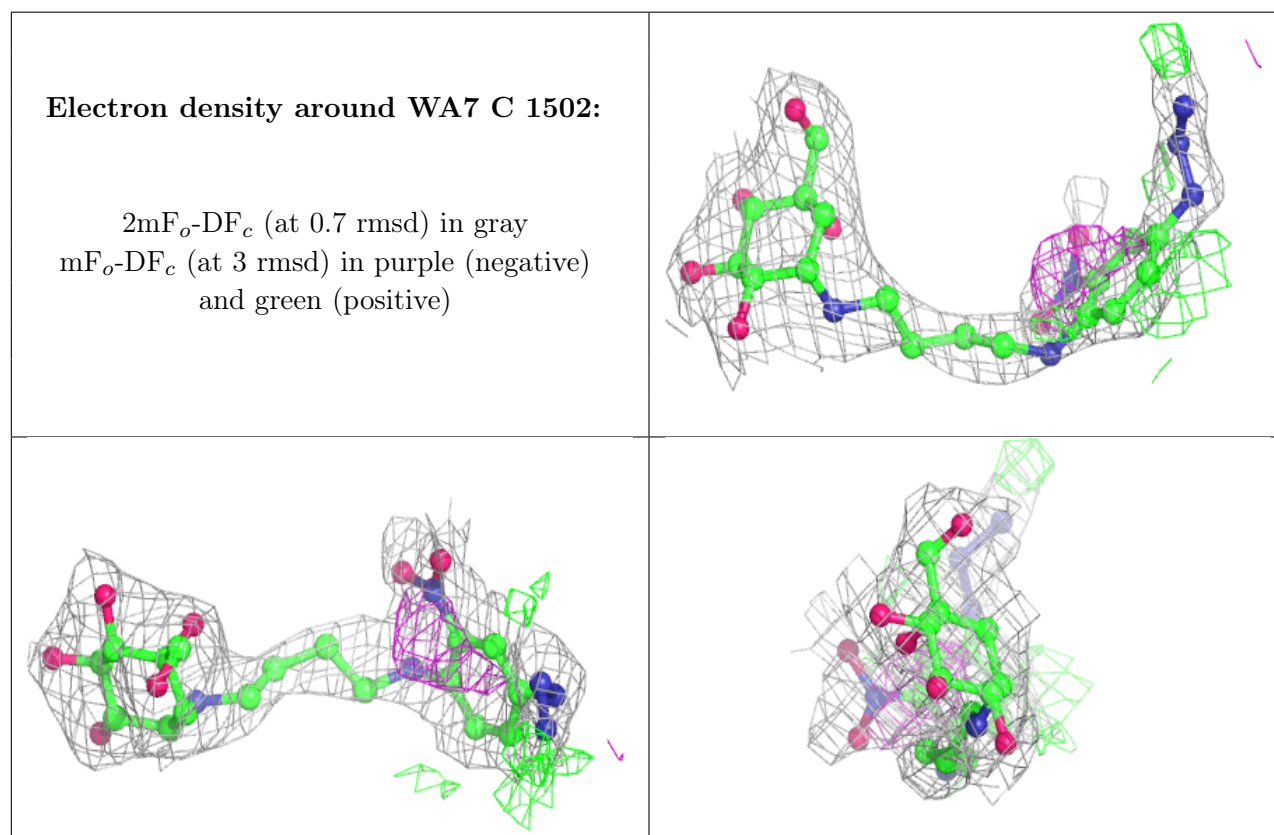 Electron density around WA7 C 1502:
2mFo-DFc (at 0.7 rmsd) in gray
mFo-DFc (at 3 rmsd) in purple (negative)
and green (positive)